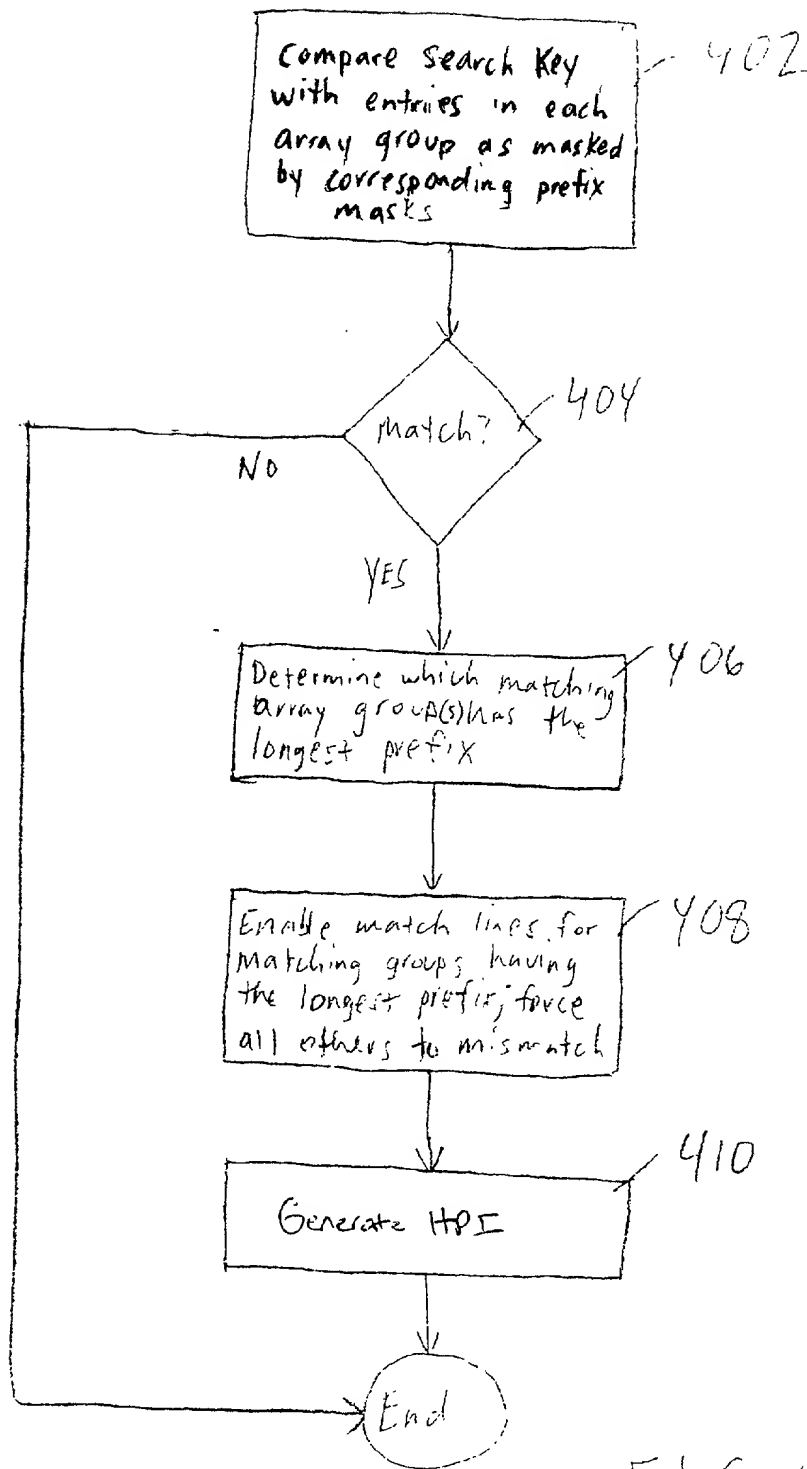 Compare Search Key
with entries in each
array group as masked
by corresponding prefix
masks
402
Match?
404
NO
YES
Determine which matching
array group(s) has the
longest prefix
406
Enable match lines for
matching groups having
the longest prefix; force
all others to mismatch
408
Generate HPI
410
End